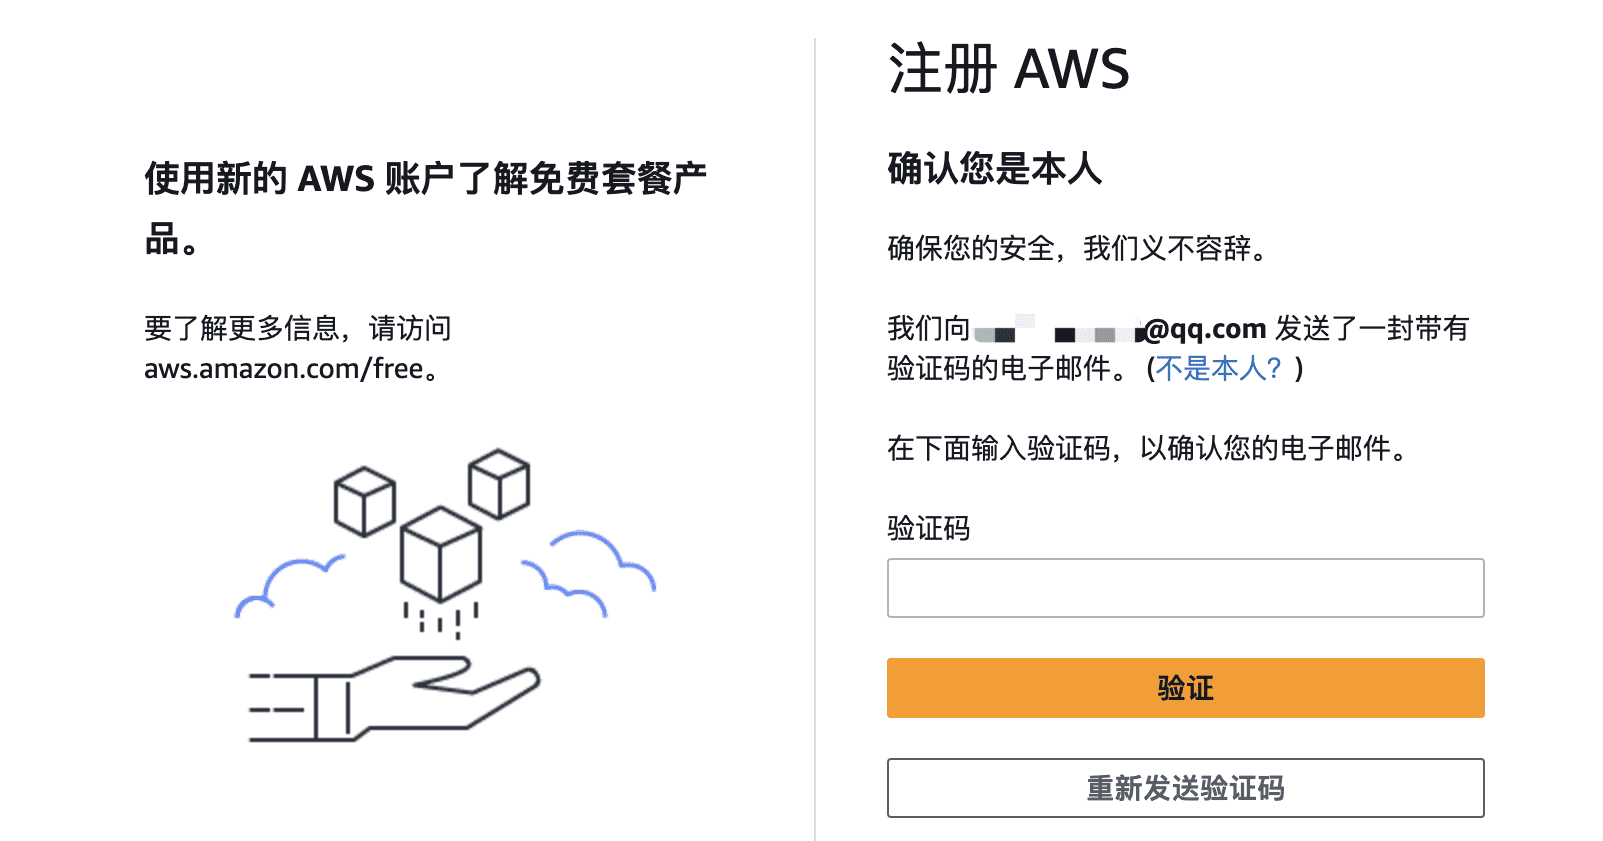 使用新的 AWS 账户了解免费套餐产
品。
要了解更多信息，请访问
aws.amazon.com/free。
注册 AWS
确认您是本人
确保您的安全，我们义不容辞。
我们向 @qq.com 发送了一封带有
验证码的电子邮件。 (不是本人？)
在下面输入验证码，以确认您的电子邮件。
验证码
验证
重新发送验证码